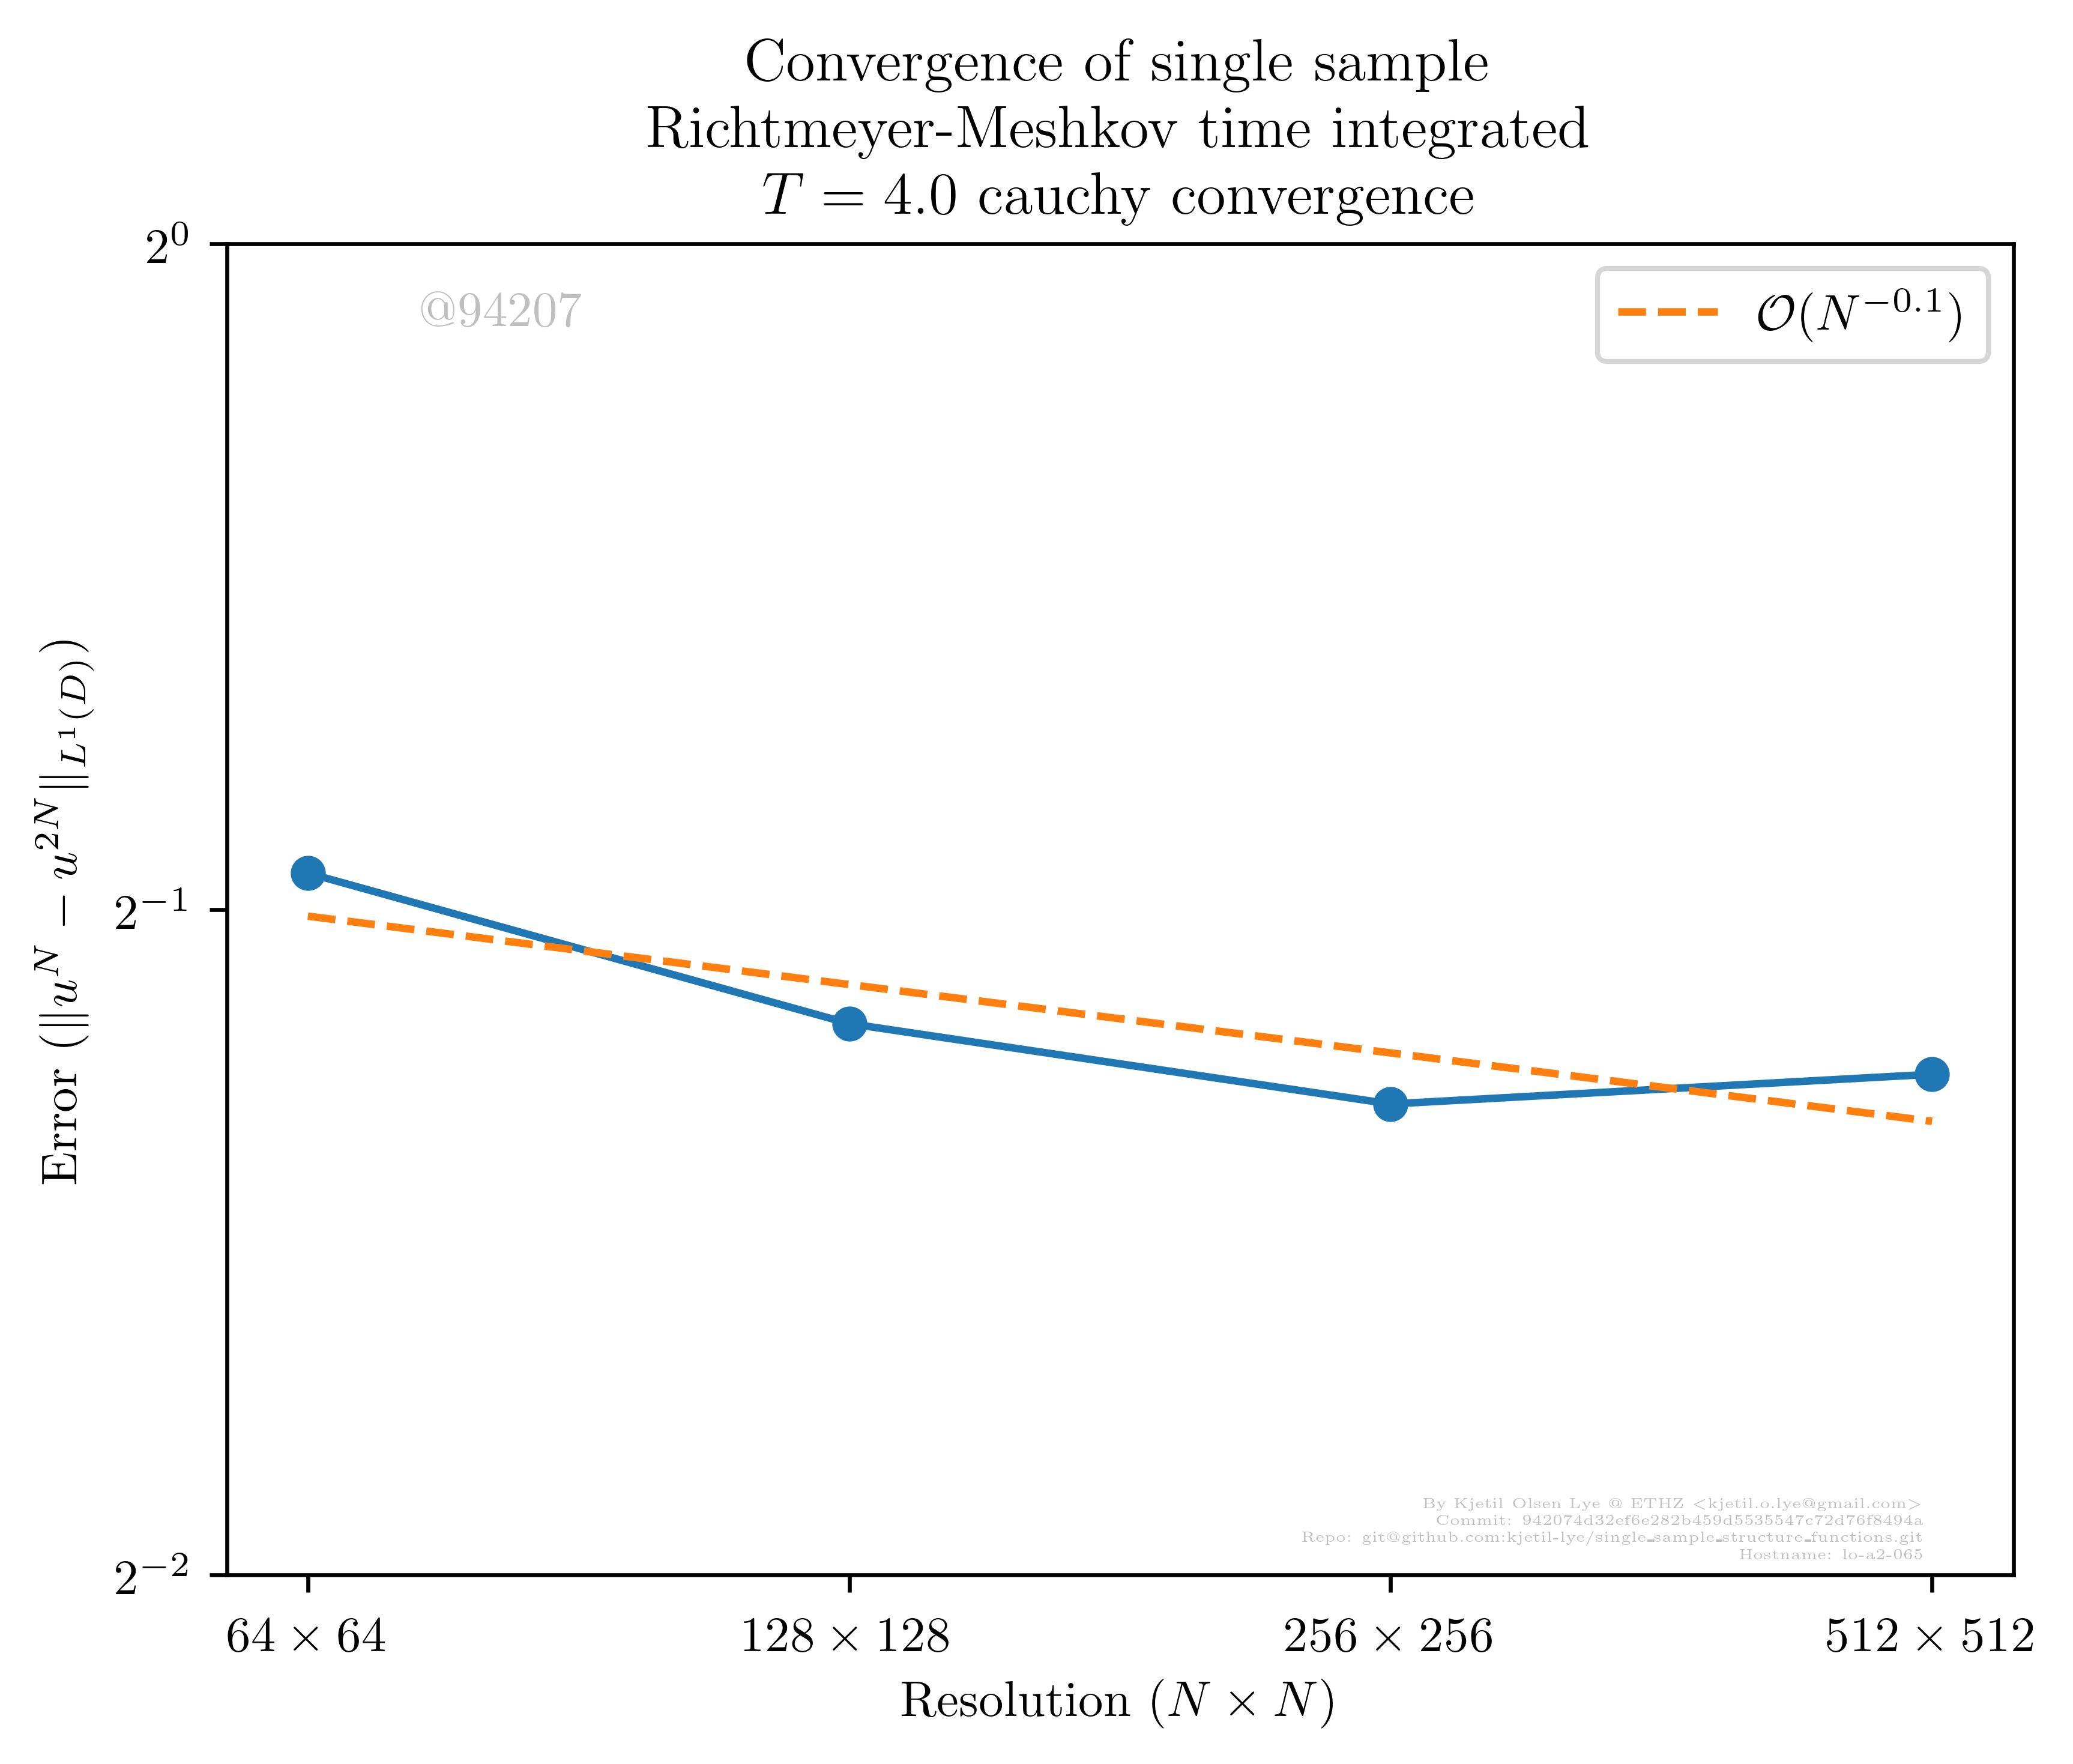 Convergence of single sample
Richtmeyer-Meshkov time integrated
T = 4.0 cauchy convergence
2^0
@94207
O(N^{-0.1})
Error (||u^N − u^{2N}||_{L^1(D)})
2^{-1}
By Kjetil Olsen Lye @ ETHZ <kjetil.o.lye@gmail.com>
Commit: 942074d32ef6e282b459d5535547c72d76f8494a
Repo: git@github.com:kjetil-lye/single_sample_structure_functions.git
Hostname: lo-a2-065
2^{-2}
64 × 64
128 × 128
256 × 256
512 × 512
Resolution (N × N)